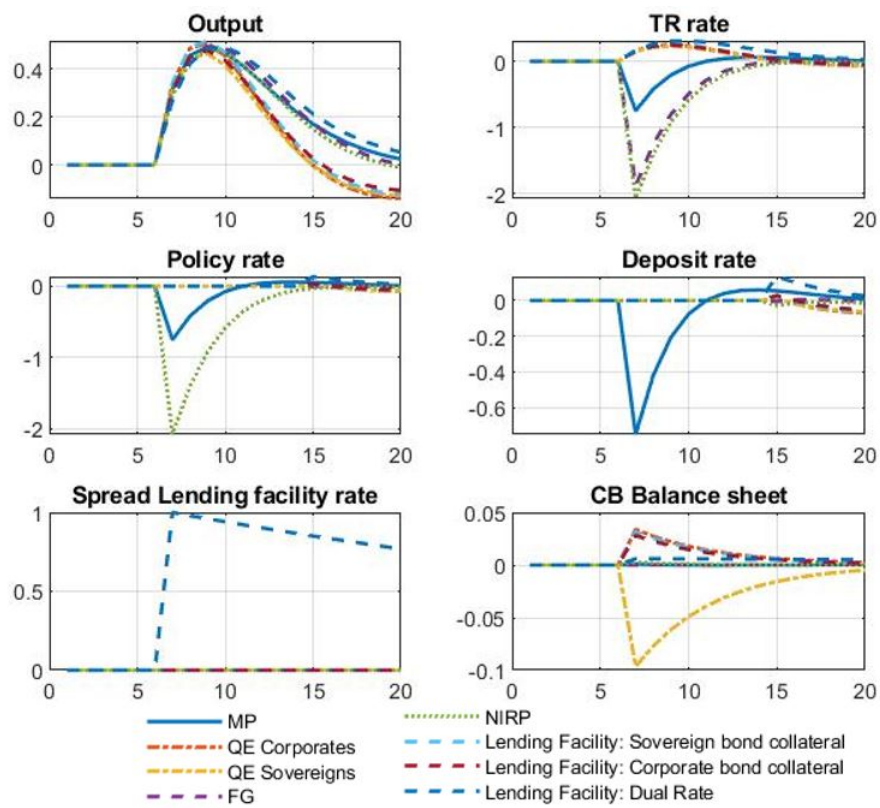 Output
TR rate
0.4
0.2
0
0
-1
-2
0 5 10 15 20
0 5 10 15 20
Policy rate
Deposit rate
0
-1
-2
0
-0.2
-0.4
-0.6
0 5 10 15 20
0 5 10 15 20
Spread Lending facility rate
CB Balance sheet
1
0.5
0
0.05
0
-0.05
-0.1
0 5 10 15 20
0 5 10 15 20
MP
QE Corporates
QE Sovereigns
FG
NIRP
Lending Facility: Sovereign bond collateral
Lending Facility: Corporate bond collateral
Lending Facility: Dual Rate